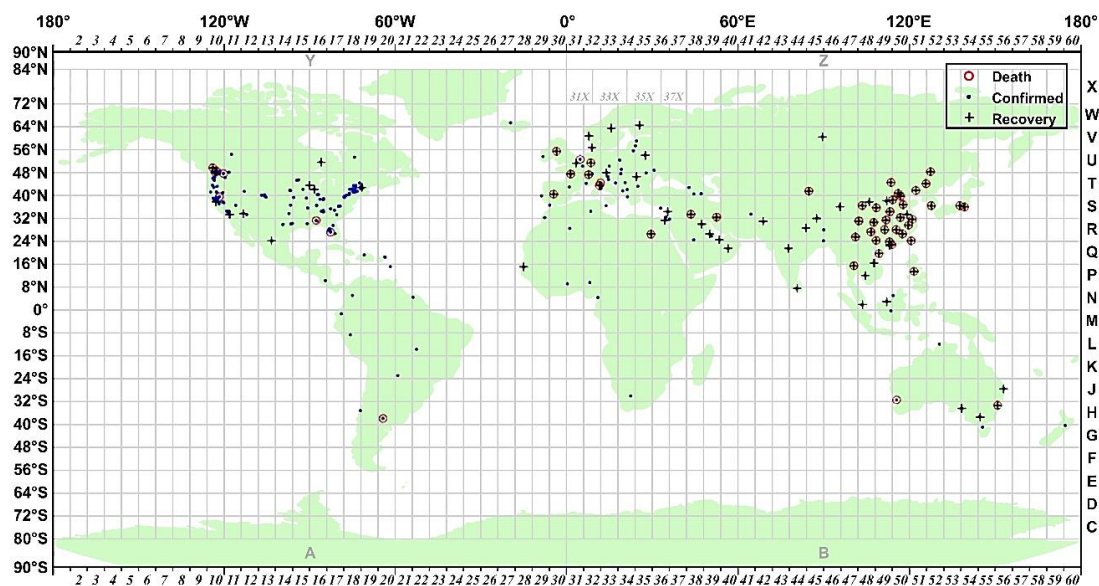 180° 120°W 60°W 0° 60°E 120°E 180°
2 3 4 5 6 7 8 9 10 11 12 13 14 15 16 17 18 19 20 21 22 23 24 25 26 27 28 29 30 31 32 33 34 35 36 37 38 39 40 41 42 43 44 45 46 47 48 49 50 51 52 53 54 55 56 57 58 59 60
90°N
Y Z
84°N
X
Death
Confirmed
Recovery
31X 33X 35X 37X
72°N
W
64°N
V
56°N
U
48°N
T
40°N
S
32°N
R
24°N
Q
16°N
P
8°N
N
0°
M
8°S
L
16°S
K
24°S
J
32°S
H
40°S
G
48°S
F
56°S
E
64°S
D
72°S
C
80°S
A B
90°S
2 3 4 5 6 7 8 9 10 11 12 13 14 15 16 17 18 19 20 21 22 23 24 25 26 27 28 29 30 31 32 33 34 35 36 37 38 39 40 41 42 43 44 45 46 47 48 49 50 51 52 53 54 55 56 57 58 59 60